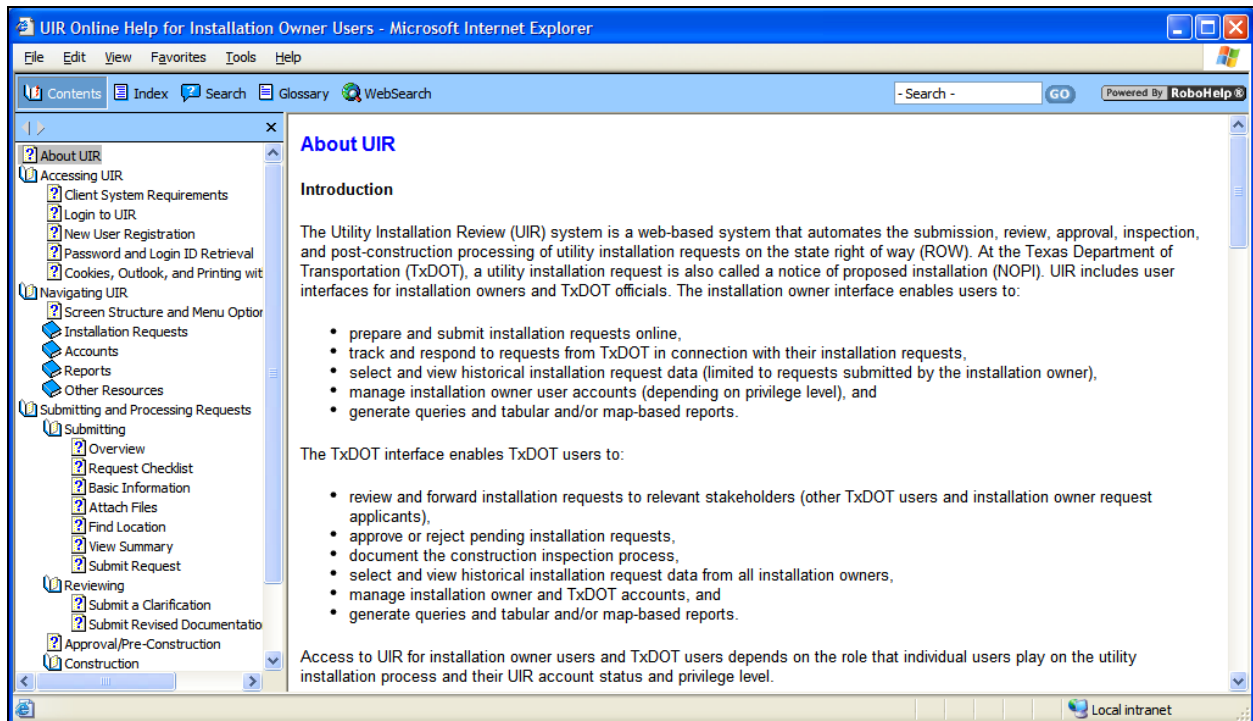 UIR Online Help for Installation Owner Users - Microsoft Internet Explorer
File Edit View Favorites Tools Help
Contents Index Search Glossary WebSearch - Search - GO Powered By RoboHelp®
About UIR
Accessing UIR
Client System Requirements
Login to UIR
New User Registration
Password and Login ID Retrieval
Cookies, Outlook, and Printing wit
Navigating UIR
Screen Structure and Menu Option
Installation Requests
Accounts
Reports
Other Resources
Submitting and Processing Requests
Submitting
Overview
Request Checklist
Basic Information
Attach Files
Find Location
View Summary
Submit Request
Reviewing
Submit a Clarification
Submit Revised Documentatio
Approval/Pre-Construction
Construction
About UIR
Introduction
The Utility Installation Review (UIR) system is a web-based system that automates the submission, review, approval, inspection,
and post-construction processing of utility installation requests on the state right of way (ROW). At the Texas Department of
Transportation (TxDOT), a utility installation request is also called a notice of proposed installation (NOPI). UIR includes user
interfaces for installation owners and TxDOT officials. The installation owner interface enables users to:
• prepare and submit installation requests online,
• track and respond to requests from TxDOT in connection with their installation requests,
• select and view historical installation request data (limited to requests submitted by the installation owner),
• manage installation owner user accounts (depending on privilege level), and
• generate queries and tabular and/or map-based reports.
The TxDOT interface enables TxDOT users to:
• review and forward installation requests to relevant stakeholders (other TxDOT users and installation owner request
applicants),
• approve or reject pending installation requests,
• document the construction inspection process,
• select and view historical installation request data from all installation owners,
• manage installation owner and TxDOT accounts, and
• generate queries and tabular and/or map-based reports.
Access to UIR for installation owner users and TxDOT users depends on the role that individual users play on the utility
installation process and their UIR account status and privilege level.
Local intranet